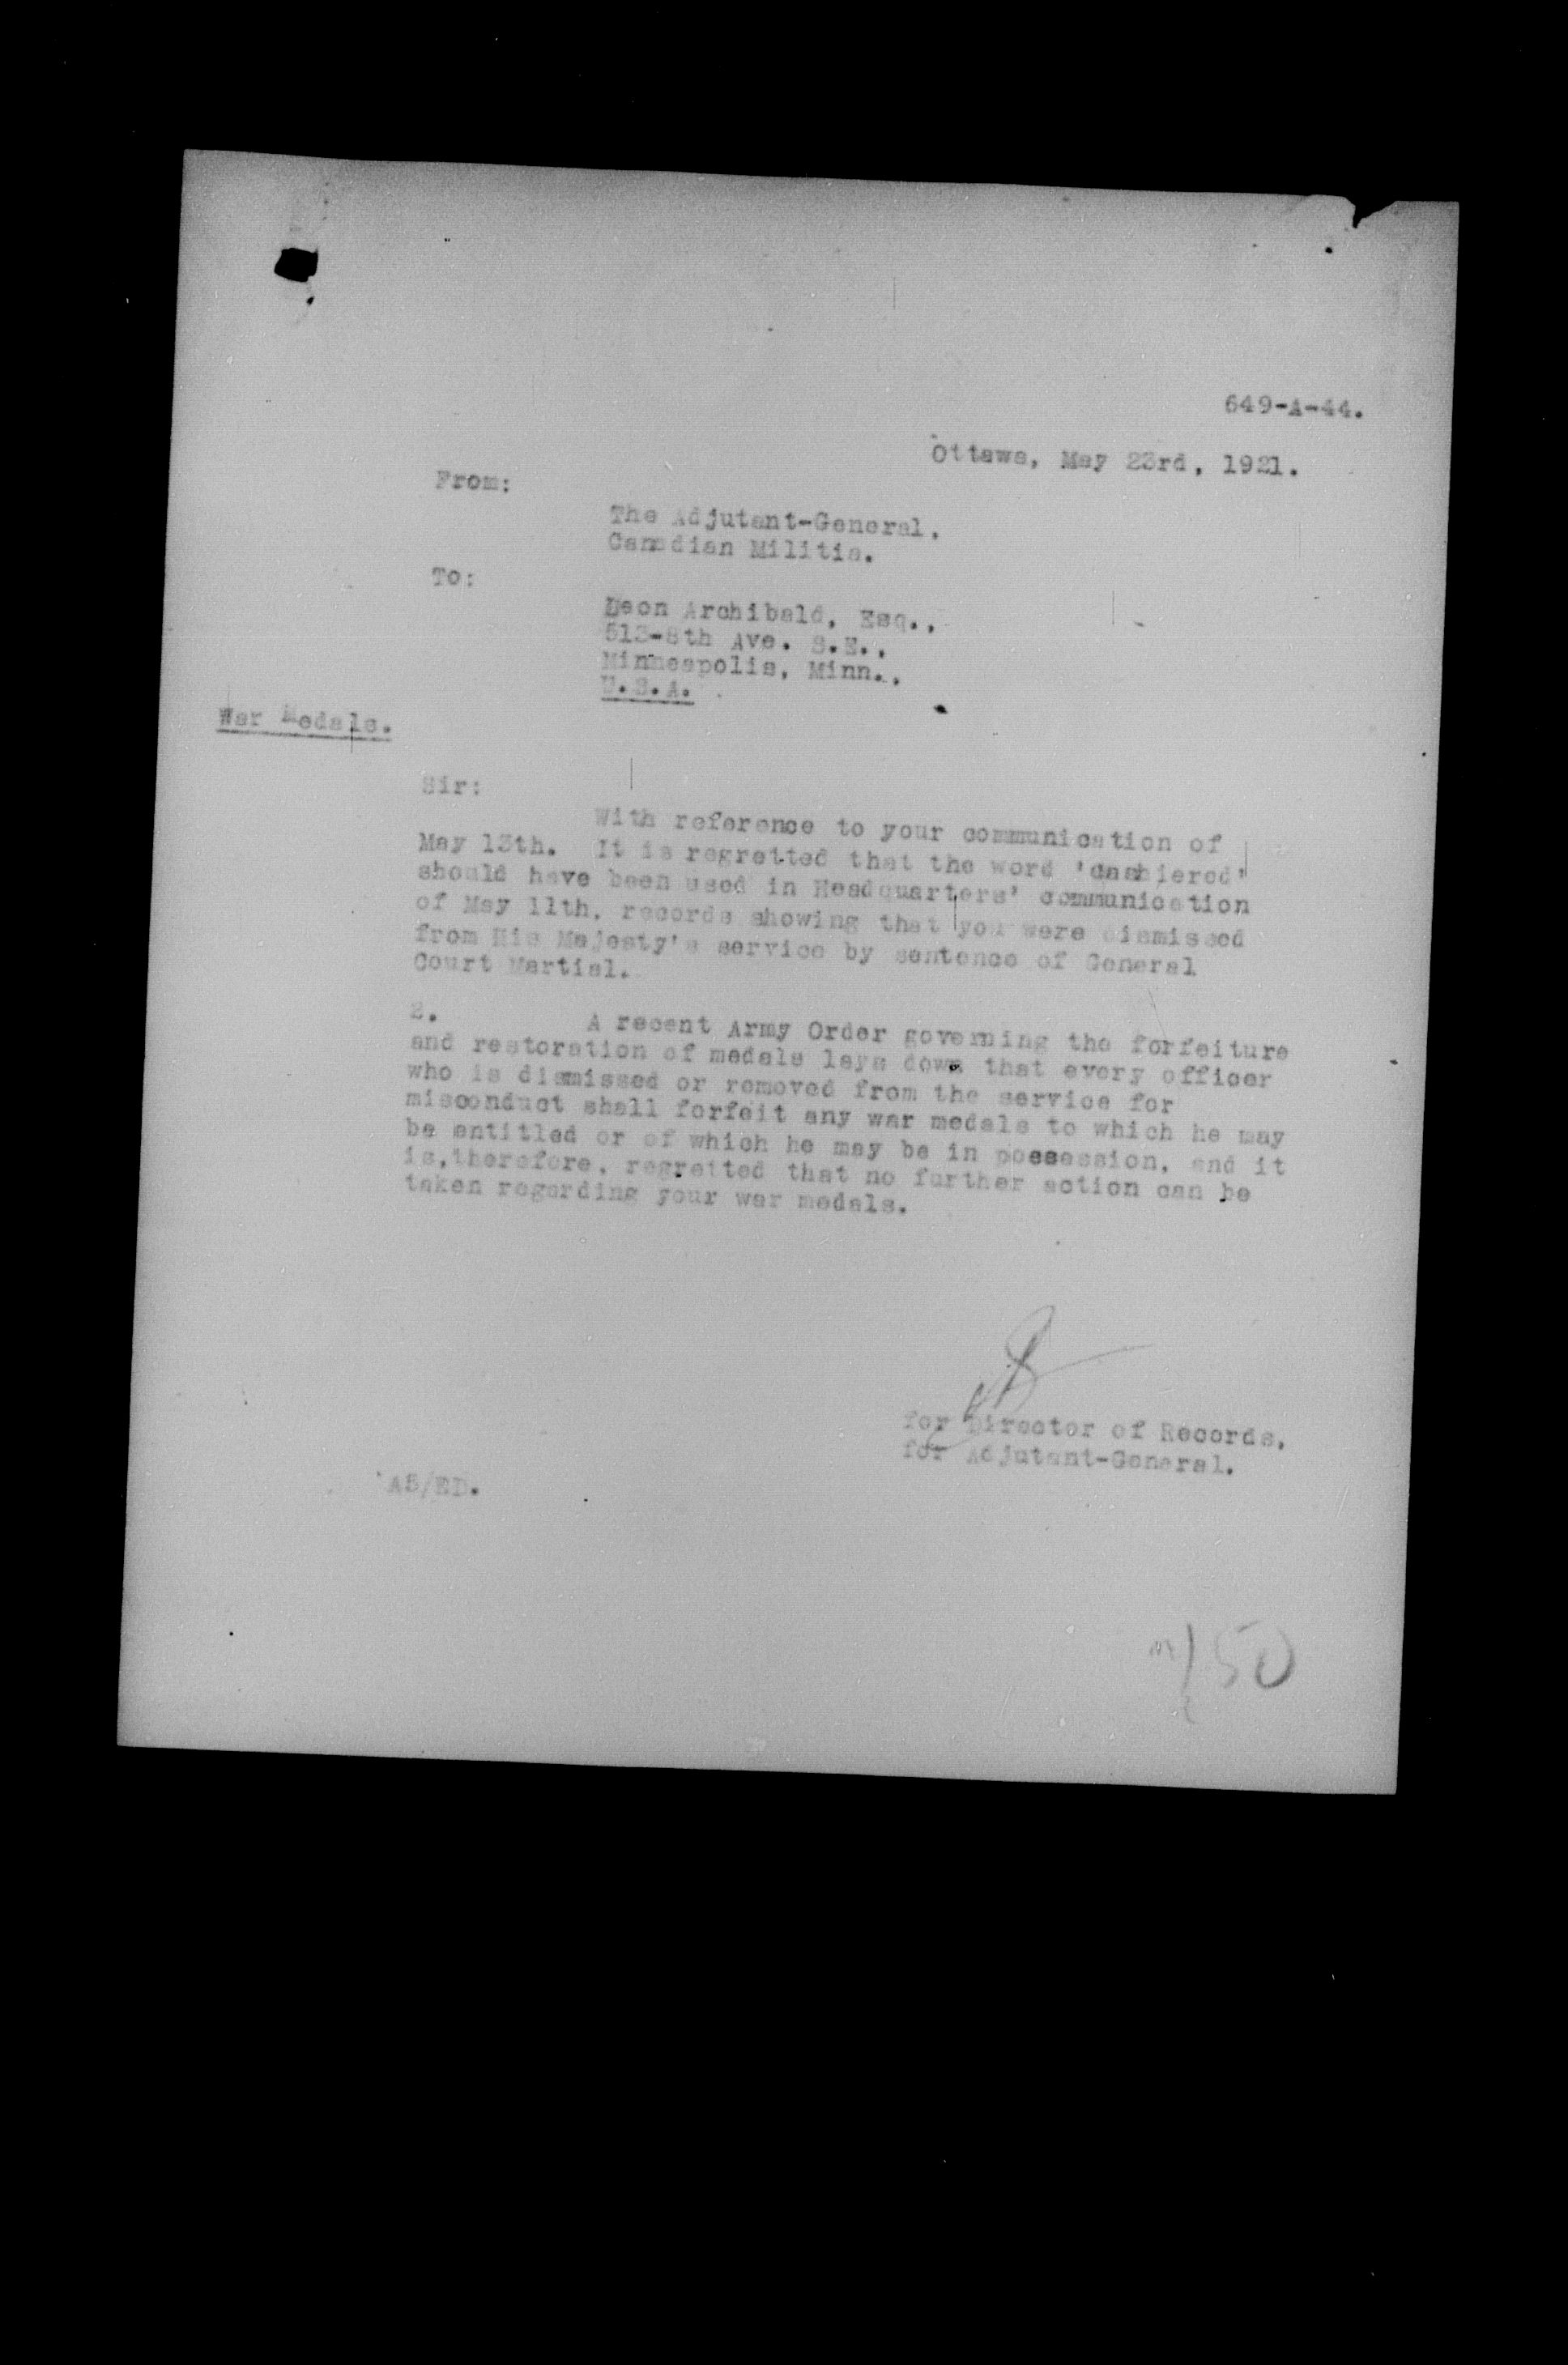 649-A-44.
Ottawa, May 23rd, 1921.
From:
The Adjutant-General,
Canadian Militia.
To:
Leon Archibald, Esq.,
513-8th Ave. S.E.,
Minneapolis, Minn.,
U.S.A.
War Medals.
Sir:
With reference to your communication of
May 13th. It is regretted that the word 'cashiered'
should have been used in Headquarters' communication
of May 11th, records showing that you were dismissed
from His Majesty's service by sentence of General
Court Martial.
2. A recent Army Order governing the forfeiture
and restoration of medals lays down that every officer
who is dismissed or removed from the service for
misconduct shall forfeit any war medals to which he may
be entitled or of which he may be in possession, and it
is,therefore, regretted that no further action can be
taken regarding your war medals.
for Director of Records,
for Adjutant-General.
A5/ED.
50